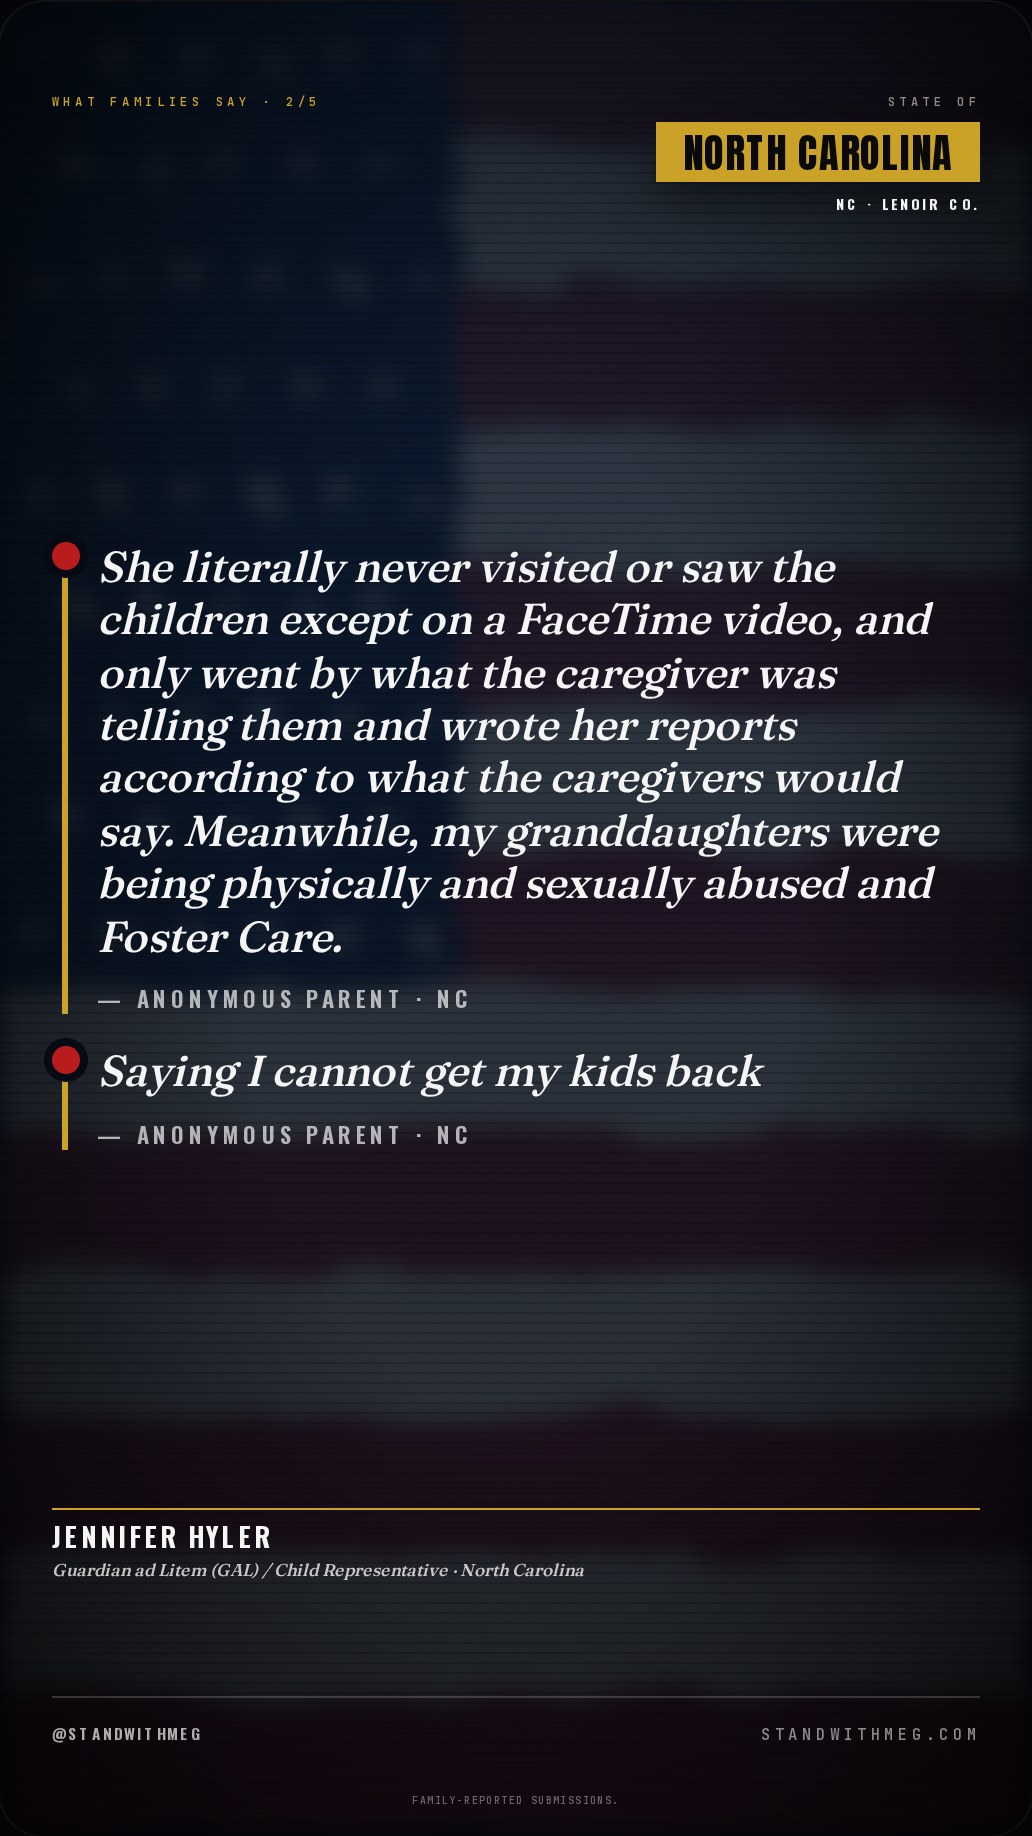 WHAT FAMILIES SAY · 2/5
STATE OF
NORTH CAROLINA
NC · LENOIR CO.
She literally never visited or saw the
children except on a FaceTime video, and
only went by what the caregiver was
telling them and wrote her reports
according to what the caregivers would
say. Meanwhile, my granddaughters were
being physically and sexually abused and
Foster Care.
— ANONYMOUS PARENT · NC
Saying I cannot get my kids back
— ANONYMOUS PARENT · NC
JENNIFER HYLER
Guardian ad Litem (GAL) / Child Representative · North Carolina
@STANDWITHMEG
STANDWITHMEG.COM
FAMILY-REPORTED SUBMISSIONS.